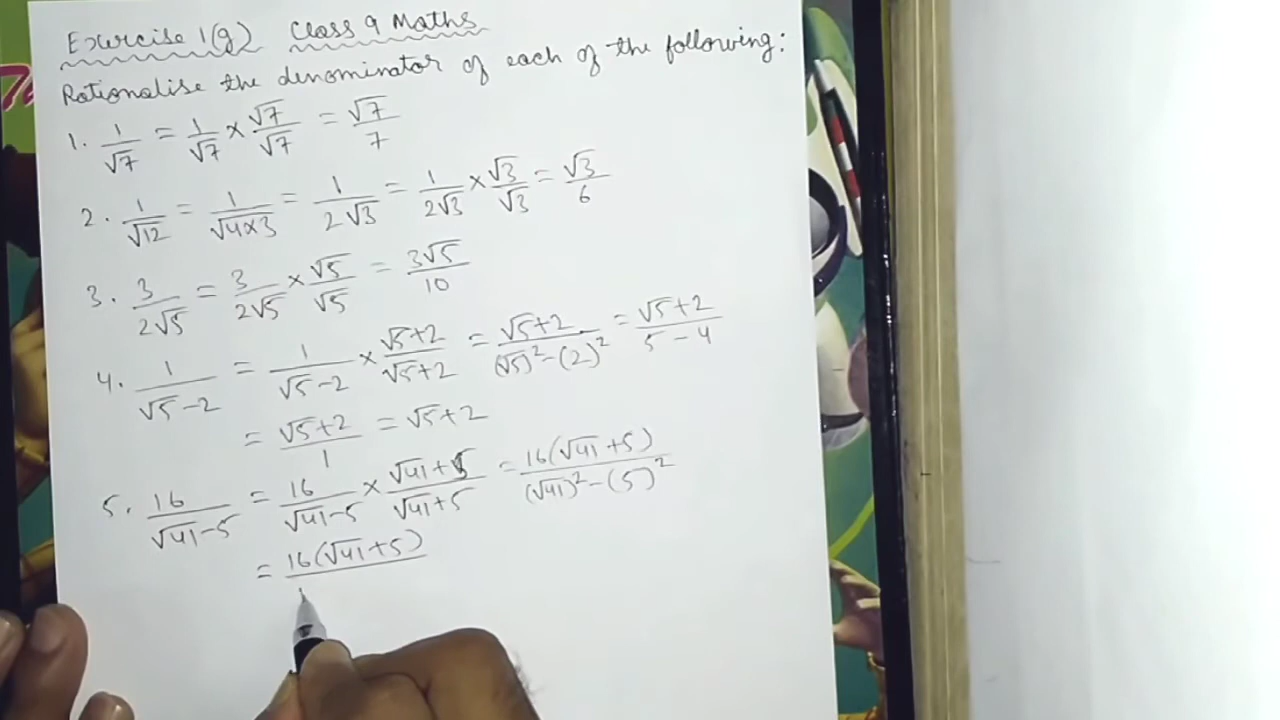 Exercise 1(g) Class 9 Maths
Rationalise the denominator of each of the following:
1. 1/√7 = 1/√7 × √7/√7 = √7/7
2. 1/√12 = 1/√4×3 = 1/2√3 = 1/2√3 × √3/√3 = √3/6
3. 3/2√5 = 3/2√5 × √5/√5 = 3√5/10
4. 1/√5-2 = 1/√5-2 × √5+2/√5+2 = √5+2/(√5)²-(2)² = √5+2/5-4
= √5+2/1 = √5+2
5. 16/√41-5 = 16/√41-5 × √41+5/√41+5 = 16(√41+5)/(√41)²-(5)²
= 16(√41+5)